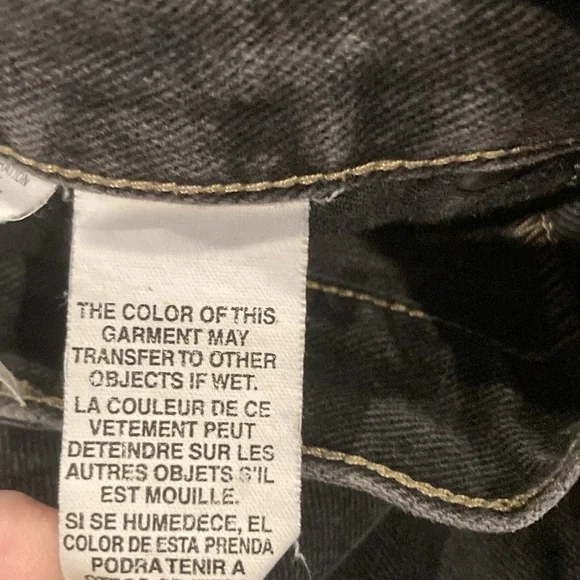 THE COLOR OF THIS
GARMENT MAY
TRANSFER TO OTHER
OBJECTS IF WET.
LA COULEUR DE CE
VETEMENT PEUT
DETEINDRE SUR LES
AUTRES OBJETS S'IL
EST MOUILLE.
SI SE HUMEDECE, EL
COLOR DE ESTA PRENDA
PODRA TENIR A